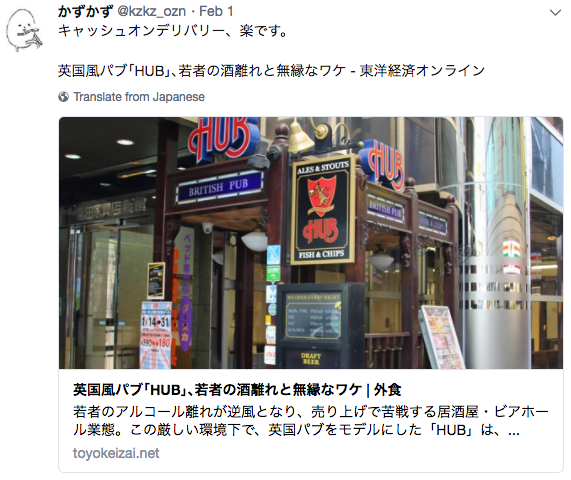 かずかず @kzkz_ozn · Feb 1
キャッシュオンデリバリー、楽です。
英国風パブ｢HUB｣､若者の酒離れと無縁なワケ - 東洋経済オンライン
Translate from Japanese
HUB
HUB
BRITISH PUB
ALES & STOUTS
HUB
FISH & CHIPS
BRITISH PUB
DRAFT
BEER
英国風パブ｢HUB｣､若者の酒離れと無縁なワケ | 外食
若者のアルコール離れが逆風となり、売り上げで苦戦する居酒屋・ビアホー
ル業態。この厳しい環境下で、英国パブをモデルにした「HUB」は、...
toyokeizai.net